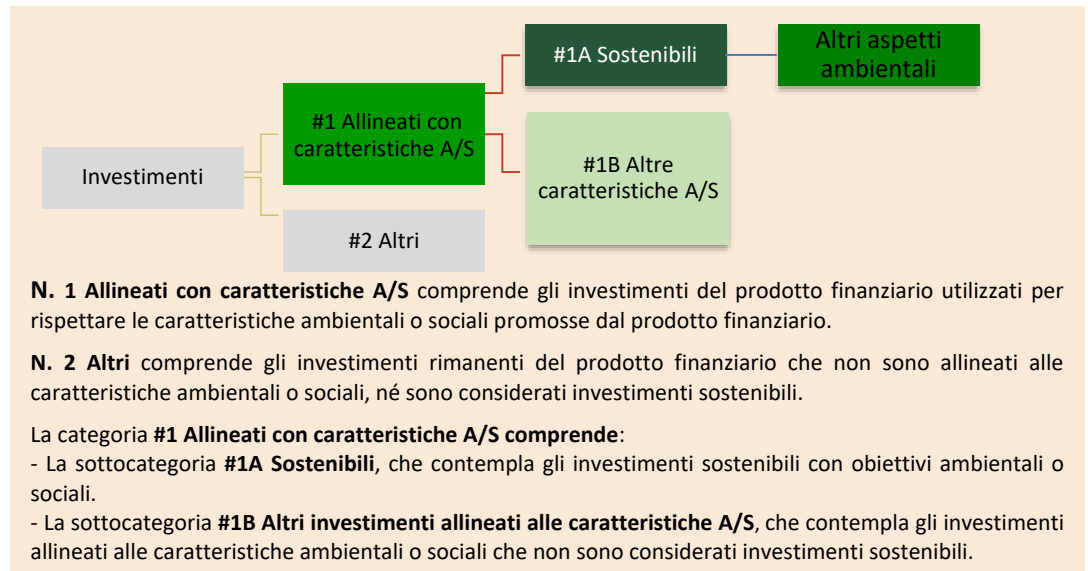 #1A Sostenibili
Altri aspetti
ambientali
#1 Allineati con
caratteristiche A/S
#1B Altre
caratteristiche A/S
Investimenti
#2 Altri
N. 1 Allineati con caratteristiche A/S comprende gli investimenti del prodotto finanziario utilizzati per
rispettare le caratteristiche ambientali o sociali promosse dal prodotto finanziario.
N. 2 Altri comprende gli investimenti rimanenti del prodotto finanziario che non sono allineati alle
caratteristiche ambientali o sociali, né sono considerati investimenti sostenibili.
La categoria #1 Allineati con caratteristiche A/S comprende:
- La sottocategoria #1A Sostenibili, che contempla gli investimenti sostenibili con obiettivi ambientali o
sociali.
- La sottocategoria #1B Altri investimenti allineati alle caratteristiche A/S, che contempla gli investimenti
allineati alle caratteristiche ambientali o sociali che non sono considerati investimenti sostenibili.